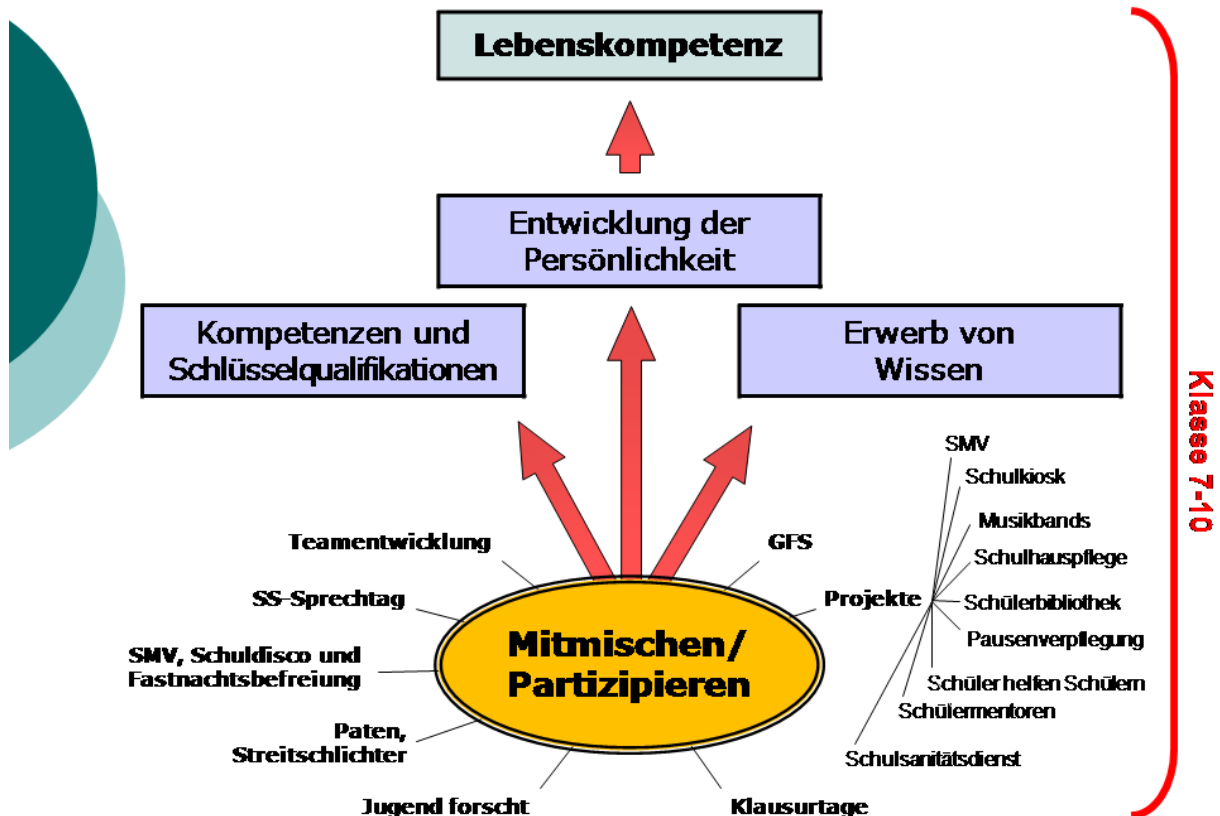 Lebenskompetenz
Entwicklung der
Persönlichkeit
Kompetenzen und
Schlüsselqualifikationen
Erwerb von
Wissen
Klasse 7-10
SMV
Schulkiosk
Musikbands
Schulhauspflege
Schülerbibliothek
Pausenverpflegung
Schüler helfen Schülern
Schülermentoren
Schulsanitätsdienst
Teamentwicklung
GFS
SS-Sprechtag
Projekte
SMV, Schuldisco und
Fastnachtsbefreiung
Mitmischen/
Partizipieren
Paten,
Streitschlichter
Jugend forscht
Klausurtage